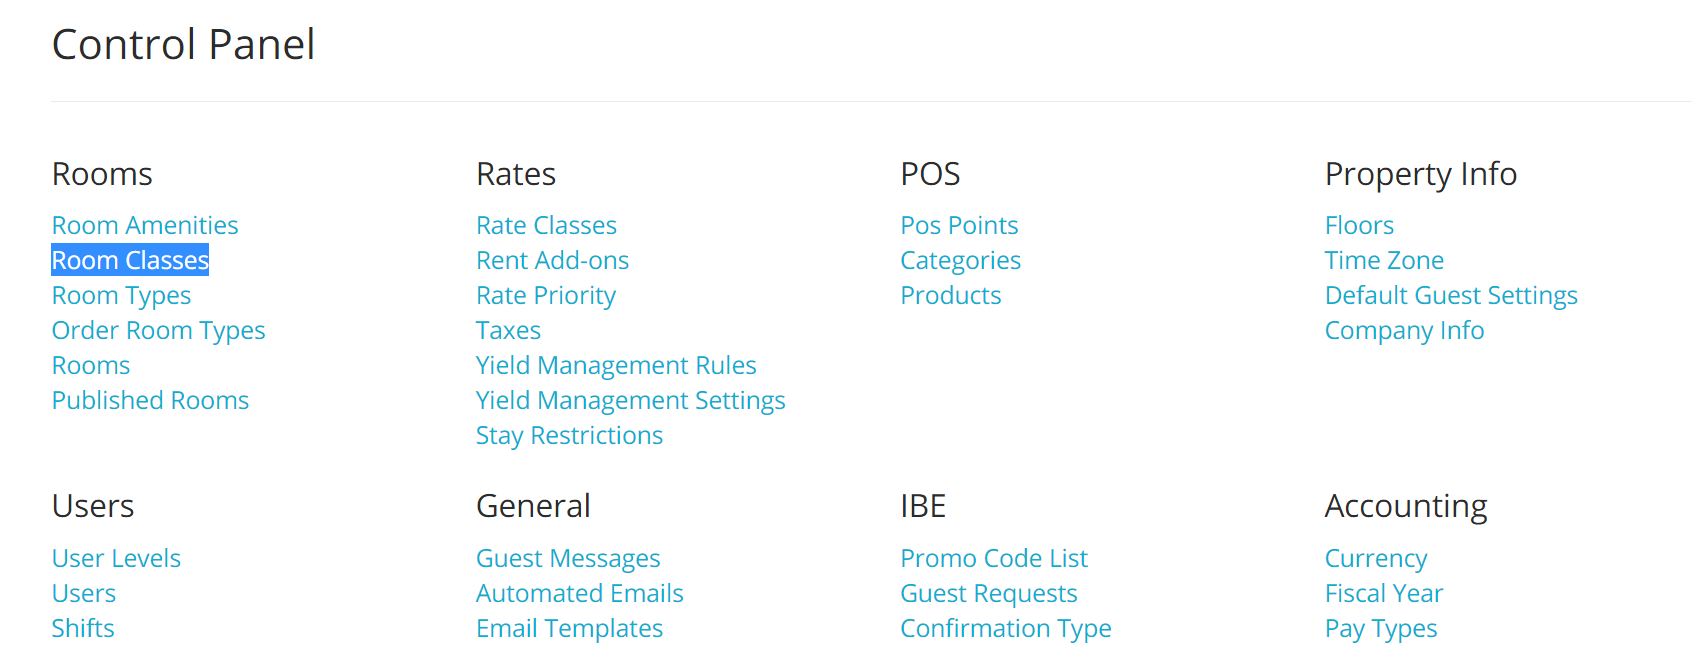 Control Panel
Rooms
Room Amenities
Room Classes
Room Types
Order Room Types
Rooms
Published Rooms
Rates
Rate Classes
Rent Add-ons
Rate Priority
Taxes
Yield Management Rules
Yield Management Settings
Stay Restrictions
POS
Pos Points
Categories
Products
Property Info
Floors
Time Zone
Default Guest Settings
Company Info
Users
User Levels
Users
Shifts
General
Guest Messages
Automated Emails
Email Templates
IBE
Promo Code List
Guest Requests
Confirmation Type
Accounting
Currency
Fiscal Year
Pay Types